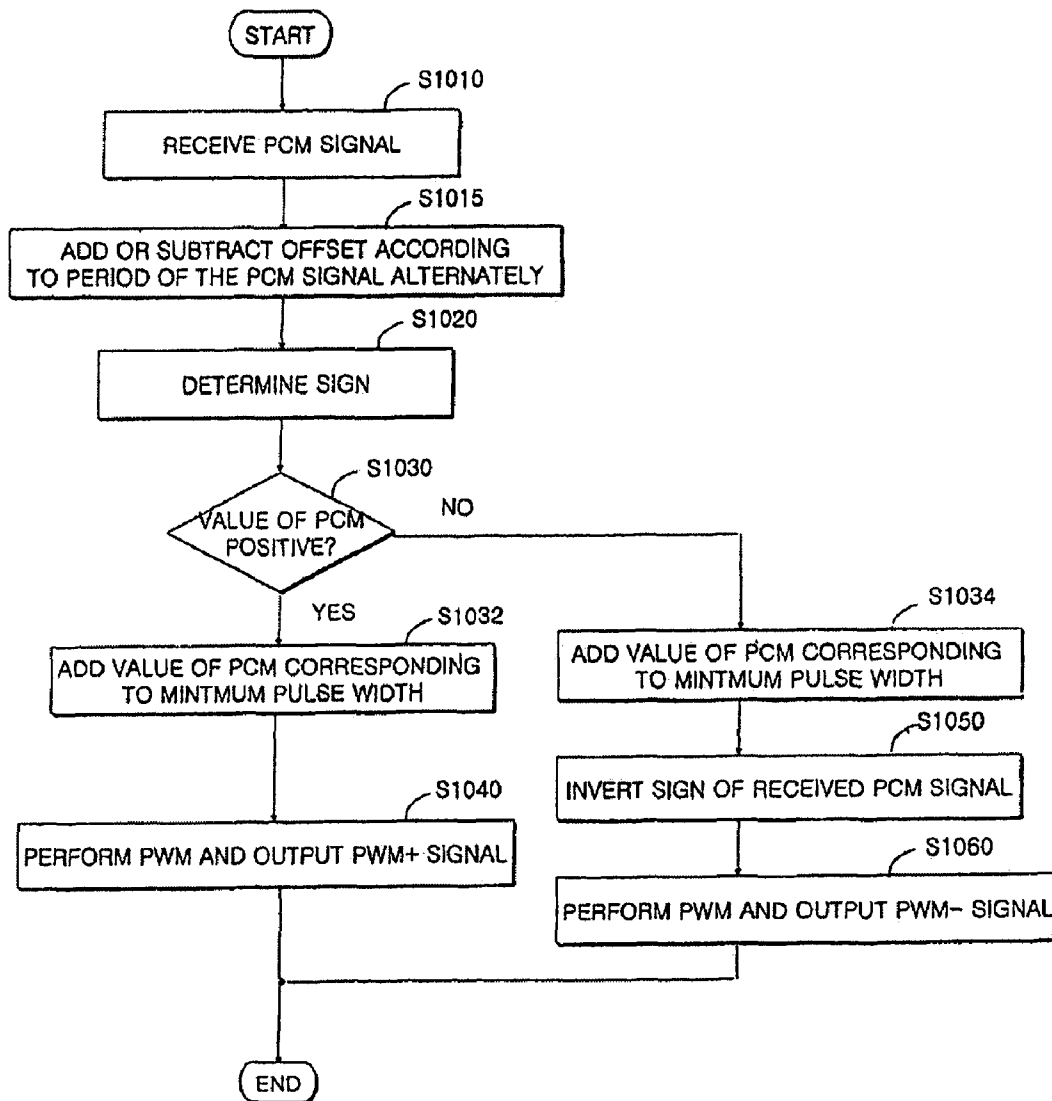 START
S1010
RECEIVE PCM SIGNAL
S1015
ADD OR SUBTRACT OFFSET ACCORDING
TO PERIOD OF THE PCM SIGNAL ALTERNATELY
S1020
DETERMINE SIGN
S1030
VALUE OF PCM
POSITIVE?
NO
YES
S1032
ADD VALUE OF PCM CORRESPONDING
TO MINTMUM PULSE WIDTH
S1034
ADD VALUE OF PCM CORRESPONDING
TO MINTMUM PULSE WIDTH
S1050
INVERT SIGN OF RECEIVED PCM SIGNAL
S1040
PERFORM PWM AND OUTPUT PWM+ SIGNAL
S1060
PERFORM PWM AND OUTPUT PWM- SIGNAL
END